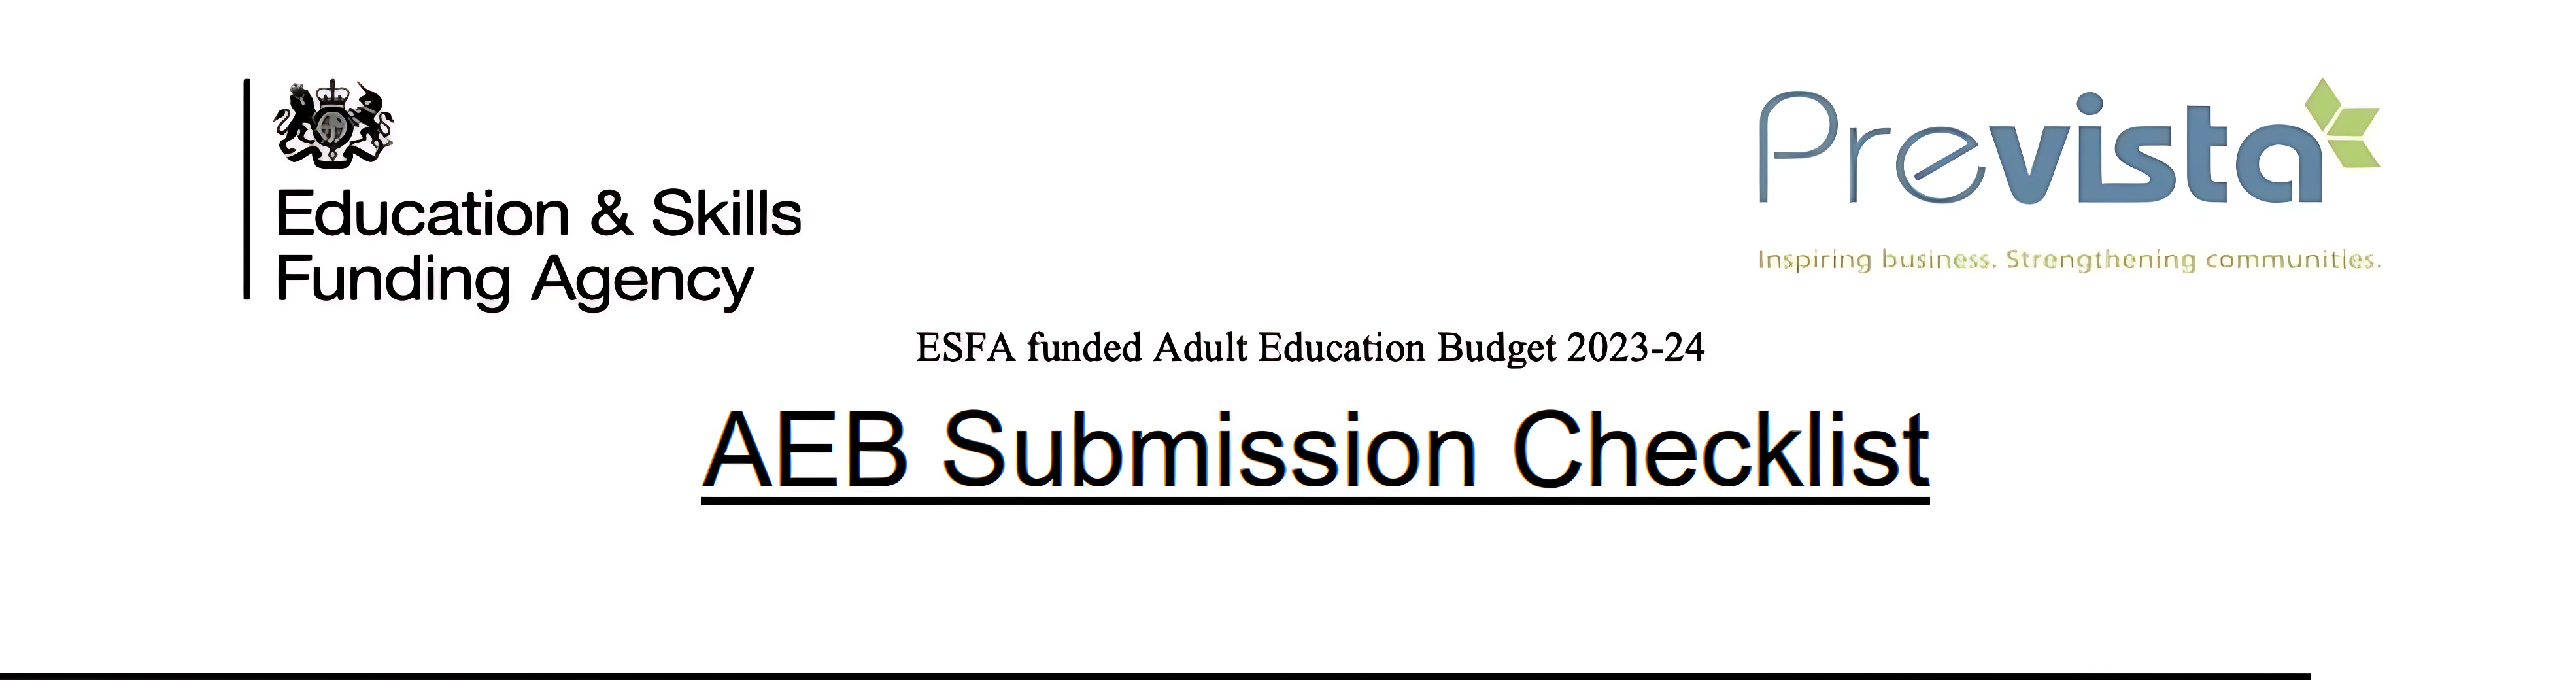 Education & Skills
Funding Agency
Prevista
Inspiring business. Strengthening communities.
ESFA funded Adult Education Budget 2023-24
AEB Submission Checklist